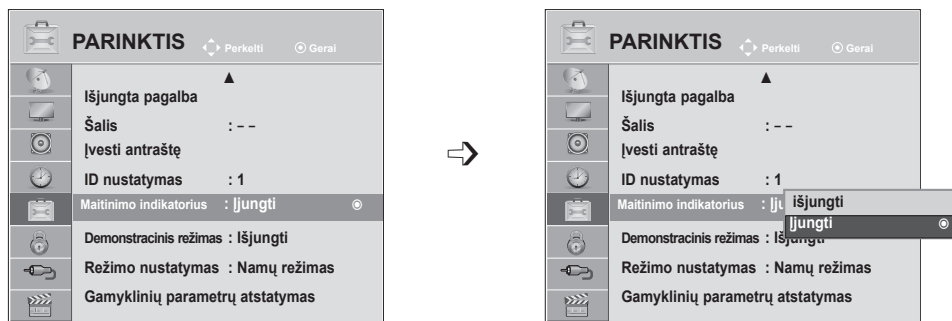 PARINKTIS Perkelti Gerai
Išjungta pagalba
Šalis : – –
Įvesti antraštę
ID nustatymas : 1
Maitinimo indikatorius : Įjungti
Demonstracinis režimas : Išjungti
Režimo nustatymas : Namų režimas
Gamyklinių parametrų atstatymas
PARINKTIS Perkelti Gerai
Išjungta pagalba
Šalis : – –
Įvesti antraštę
ID nustatymas : 1
Maitinimo indikatorius : Įju
išjungti
Įjungti
Demonstracinis režimas : Išjungti
Režimo nustatymas : Namų režimas
Gamyklinių parametrų atstatymas